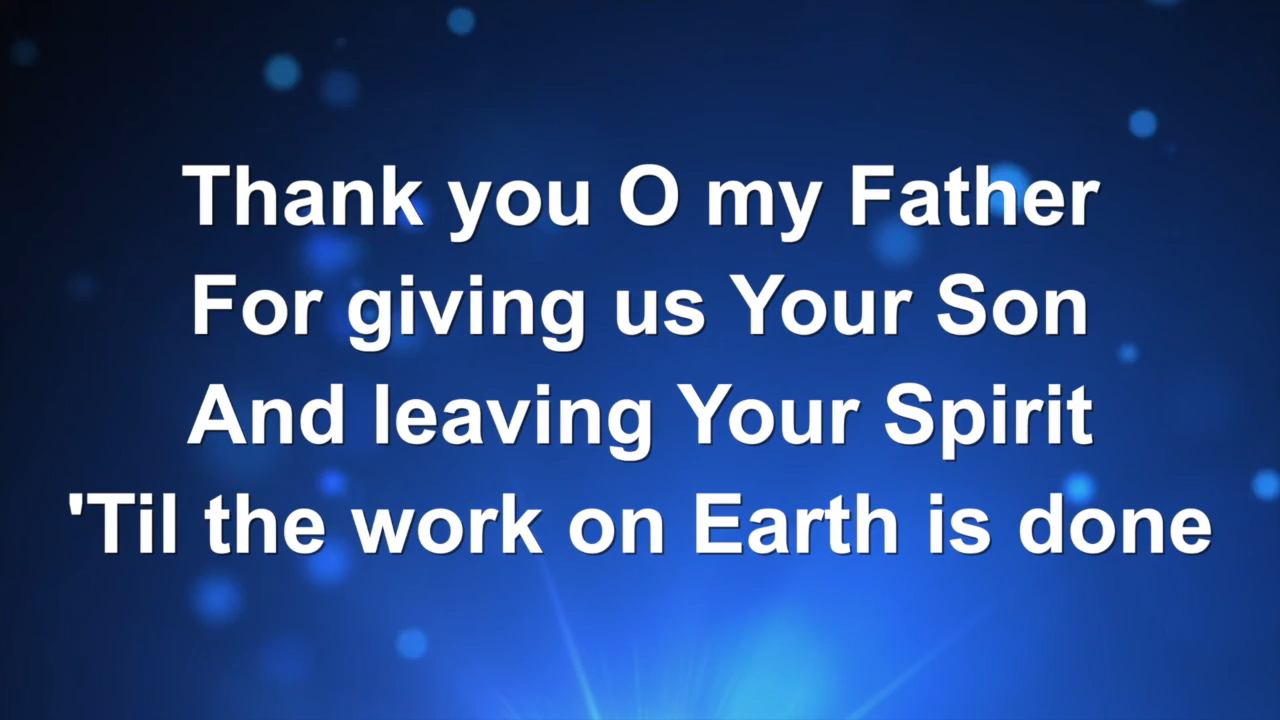 Thank you O my Father
For giving us Your Son
And leaving Your Spirit
'Til the work on Earth is done